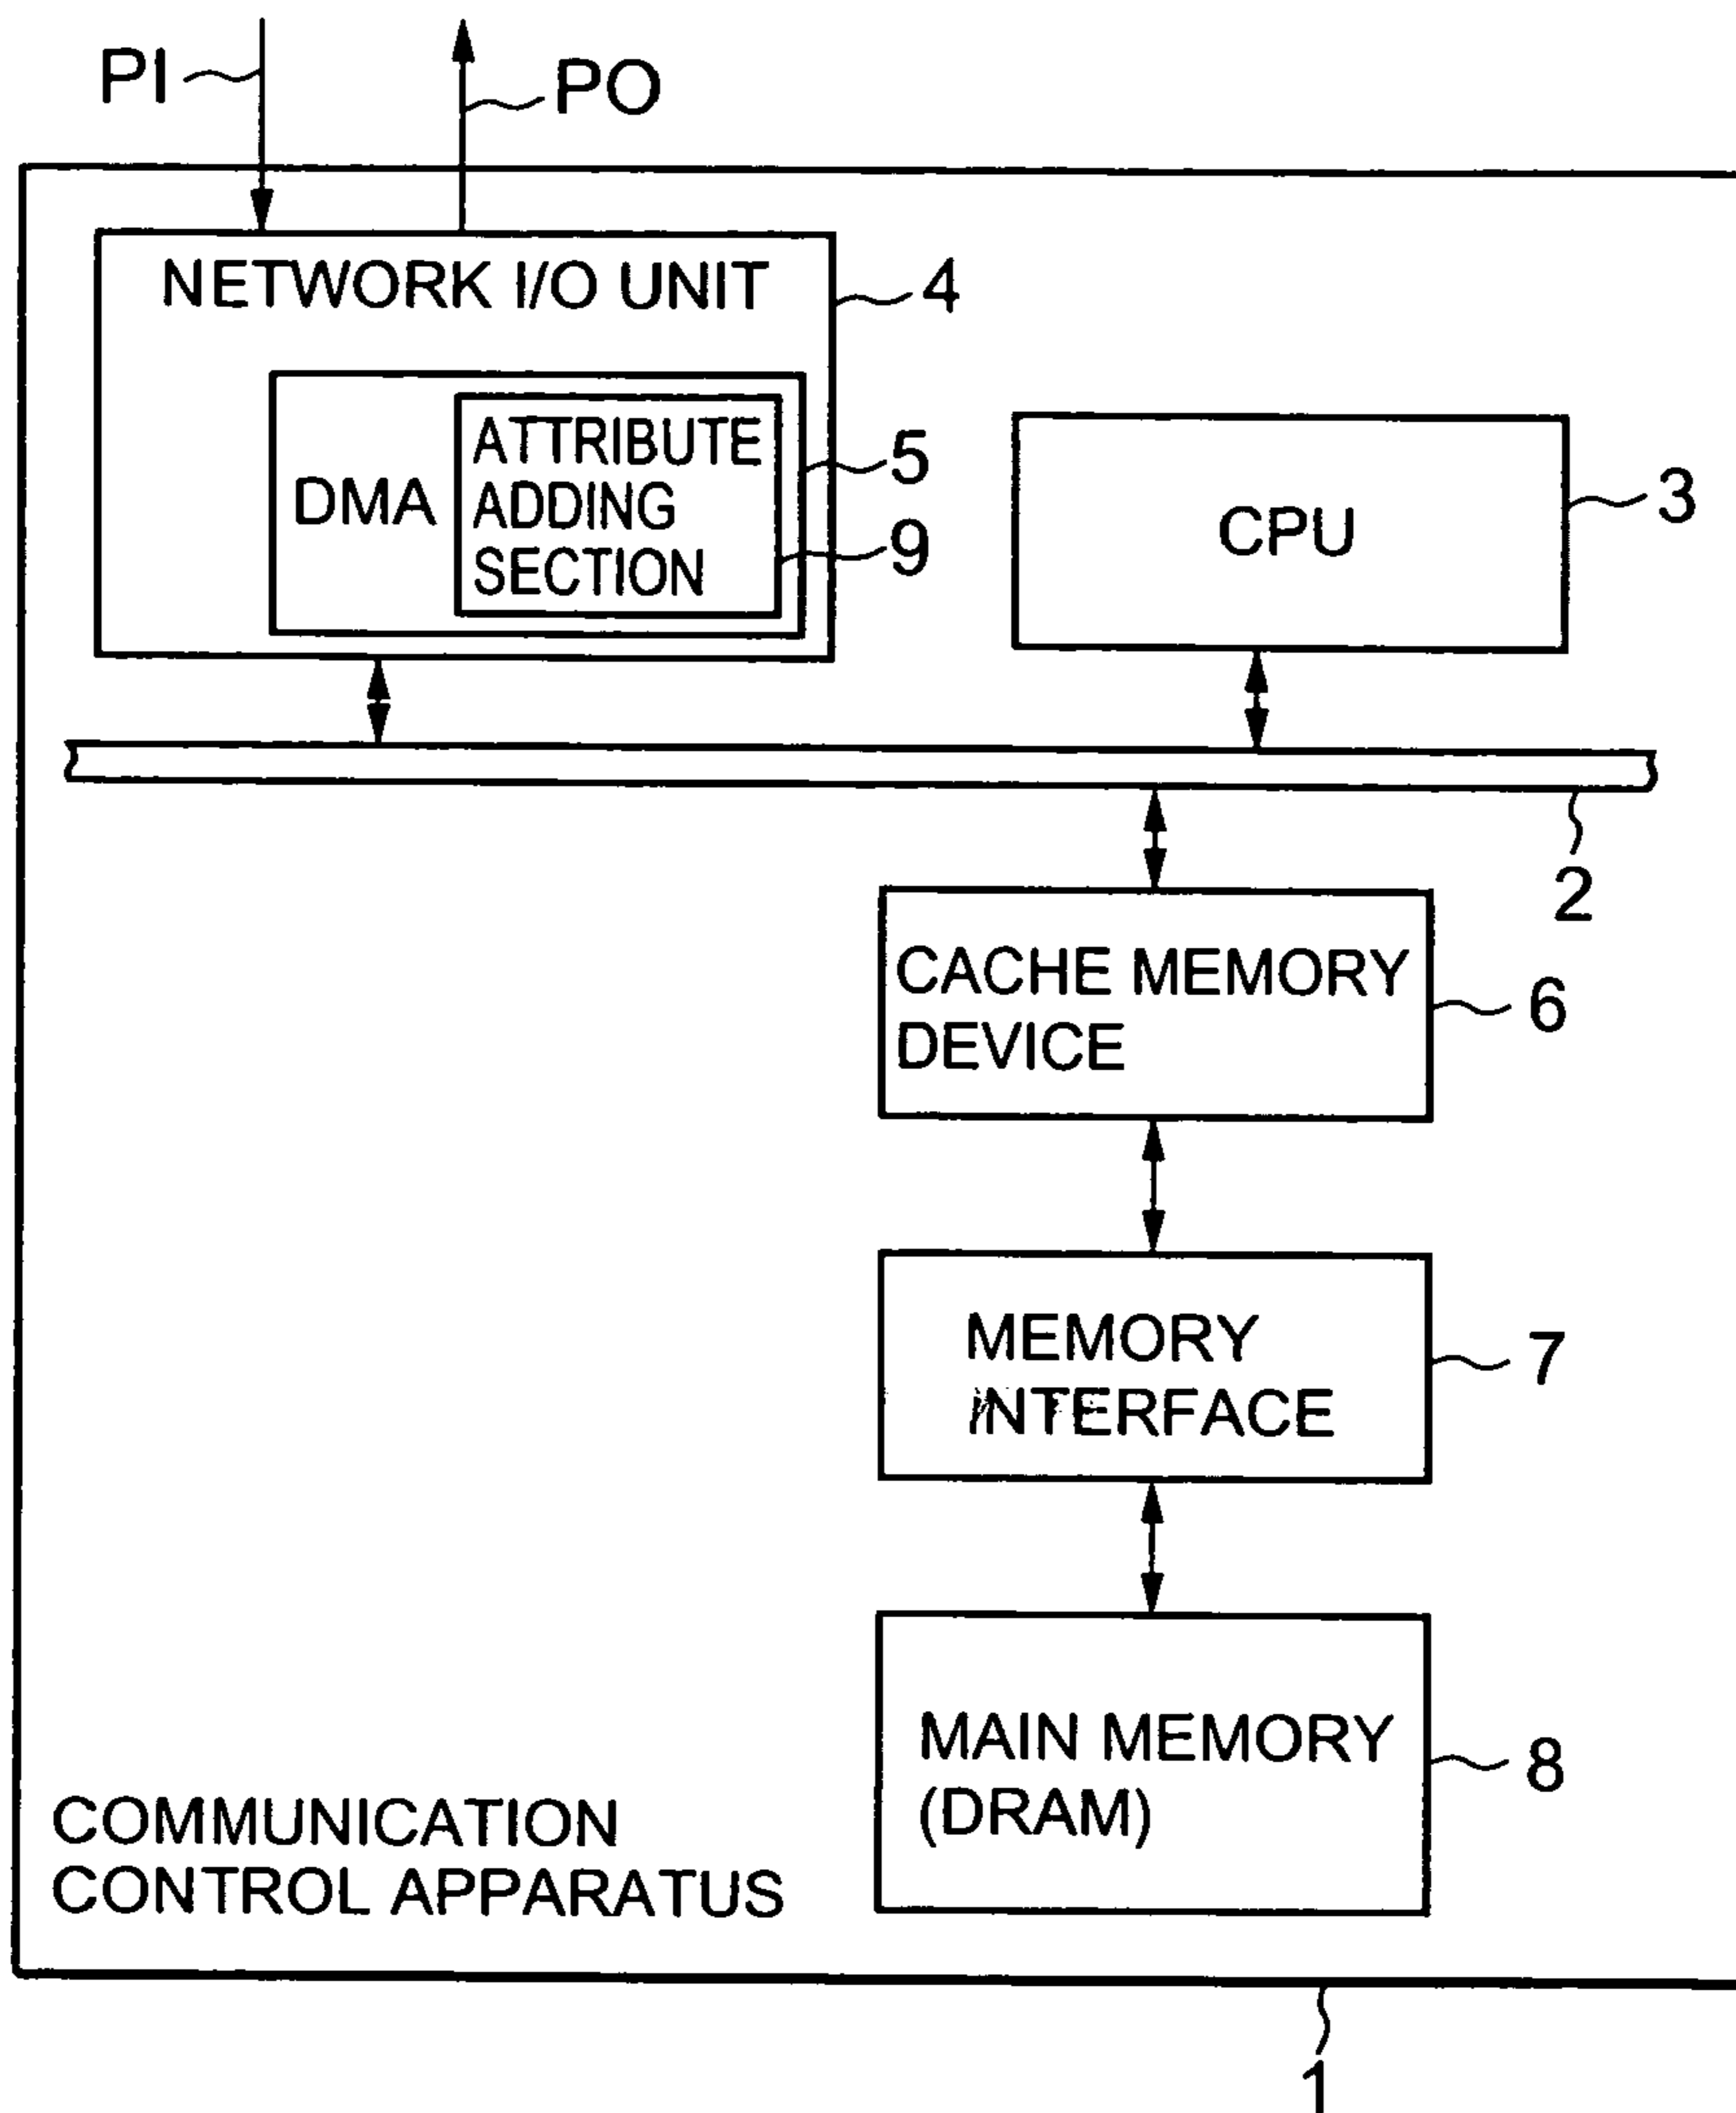 PI
PO
NETWORK I/O UNIT
4
ATTRIBUTE
ADDING
SECTION
DMA
5
9
CPU
3
2
CACHE MEMORY
DEVICE
6
MEMORY
INTERFACE
7
MAIN MEMORY
(DRAM)
8
COMMUNICATION
CONTROL APPARATUS
1